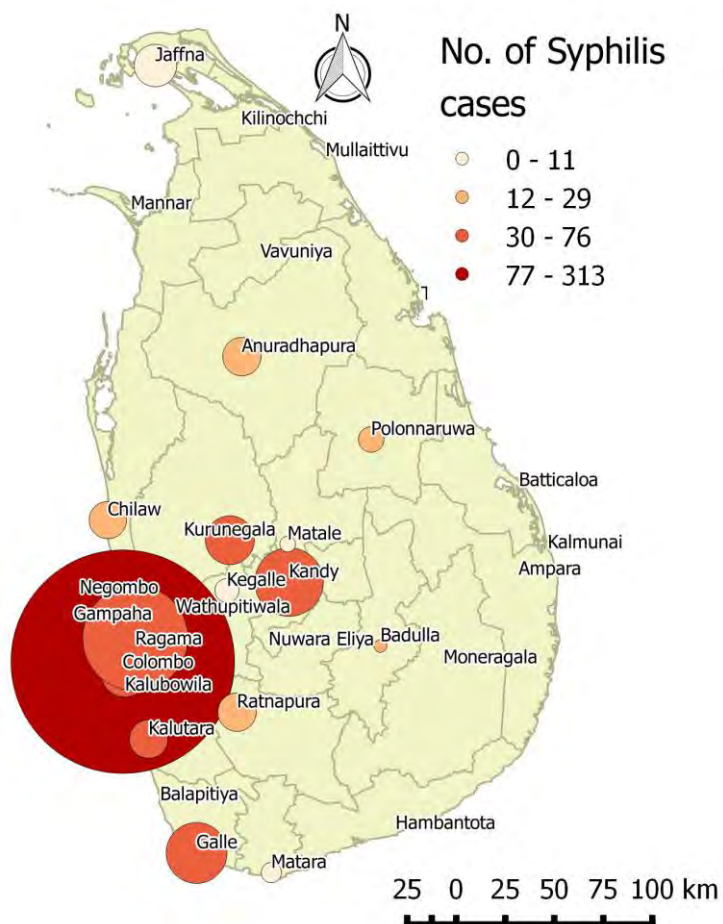 N
No. of Syphilis
cases
0 - 11
12 - 29
30 - 76
77 - 313
Jaffna
Kilinochchi
Mullaittivu
Mannar
Vavuniya
Anuradhapura
Polonnaruwa
Batticaloa
Chilaw
Kurunegala
Matale
Kalmunai
Ampara
Kandy
Kegalle
Negombo
Wathupitiwala
Gampaha
Ragama
Nuwara Eliya
Badulla
Moneragala
Colombo
Kalubowila
Ratnapura
Kalutara
Balapitiya
Hambantota
Galle
Matara
25 0 25 50 75 100 km